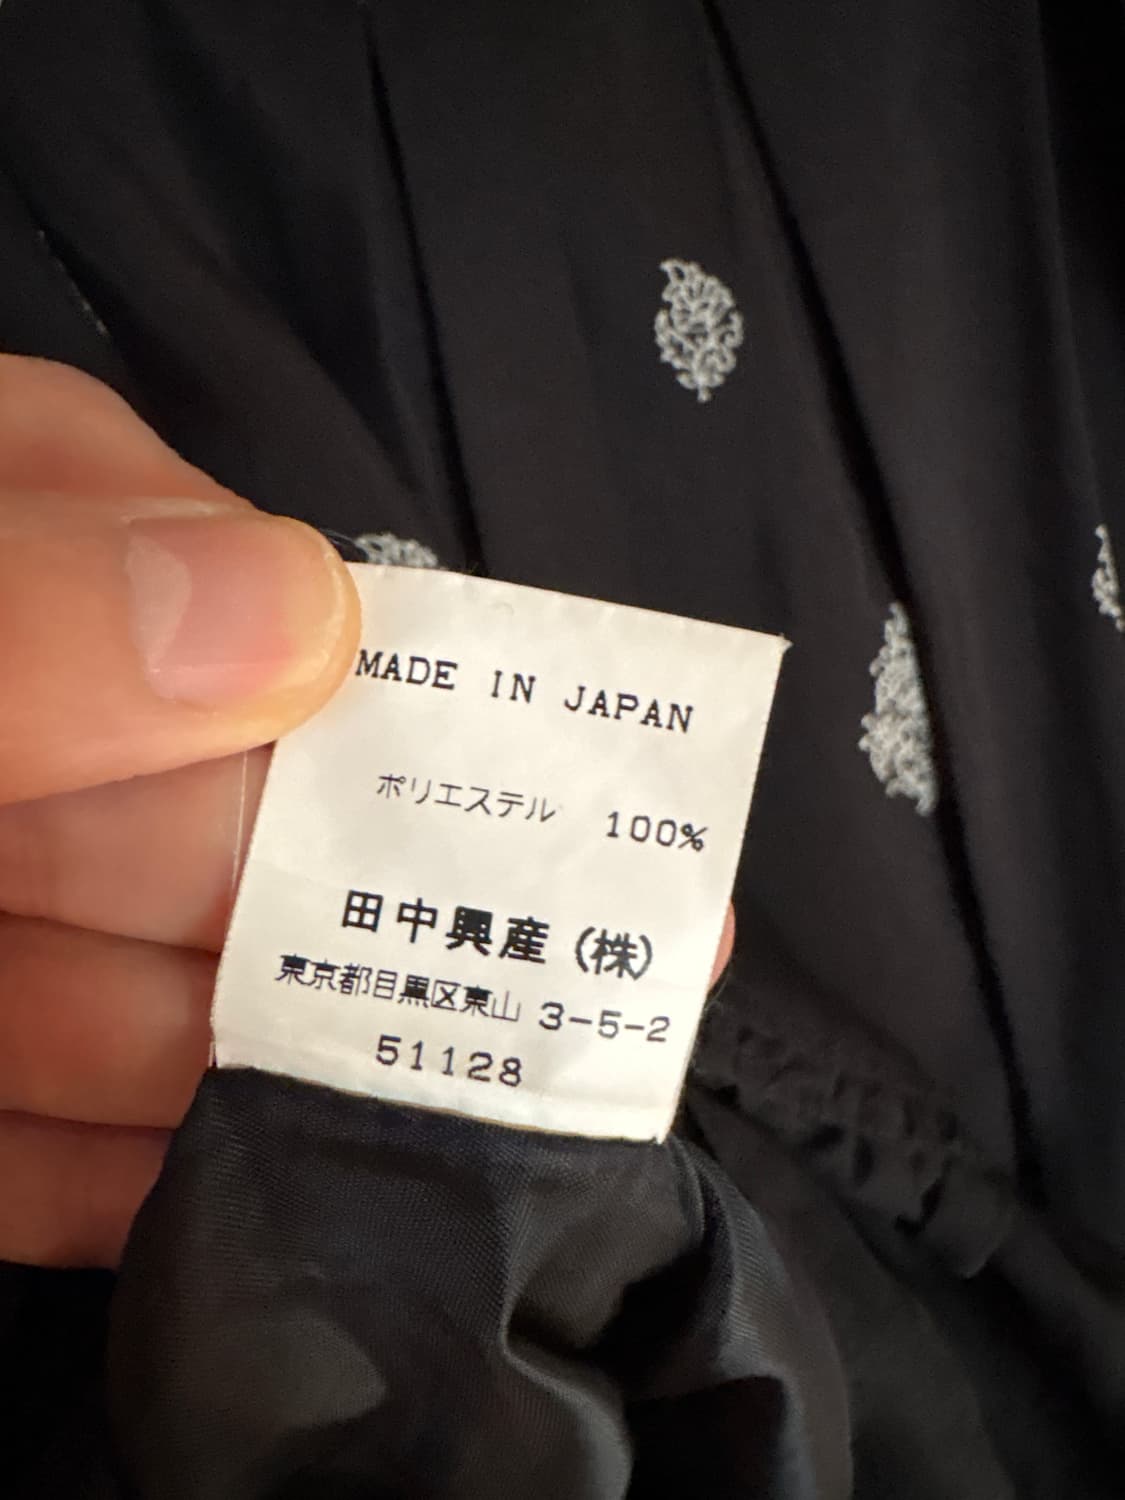 MADE IN JAPAN
ポリエステル 100%
田中興産(株)
東京都目黒区東山 3-5-2
51128